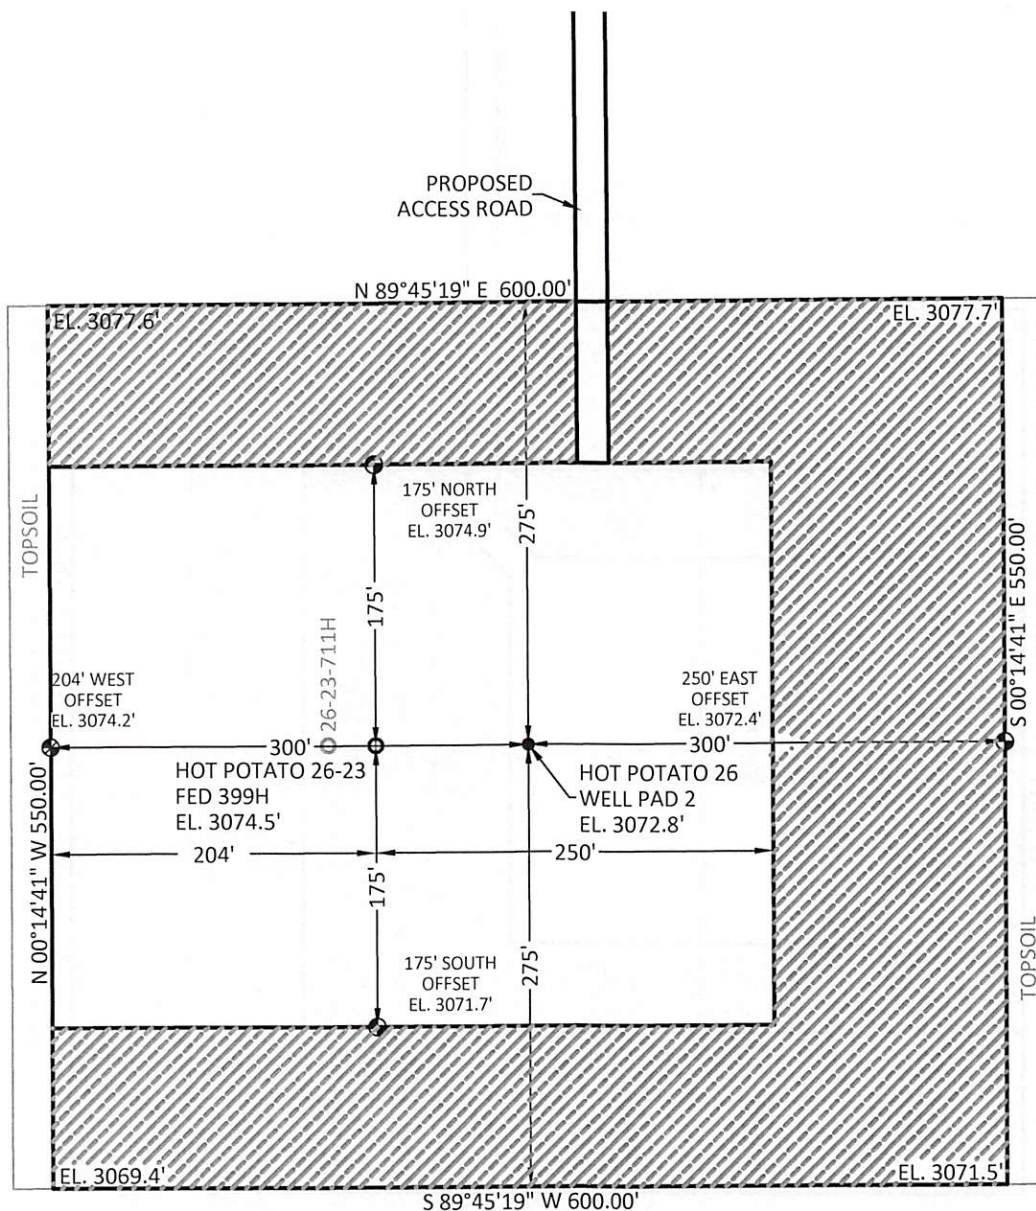 PROPOSED
ACCESS ROAD
N 89°45'19" E  600.00'
EL. 3077.6'
EL. 3077.7'
TOPSOIL
175' NORTH
OFFSET
EL. 3074.9'
275'
175'
S 00°14'41" E 550.00'
26-23-711H
204' WEST
OFFSET
EL. 3074.2'
250' EAST
OFFSET
EL. 3072.4'
300'
300'
HOT POTATO 26-23
FED 399H
EL. 3074.5'
HOT POTATO 26
WELL PAD 2
EL. 3072.8'
N 00°14'41" W 550.00'
204'
250'
175'
275'
175' SOUTH
OFFSET
EL. 3071.7'
TOPSOIL
EL. 3069.4'
EL. 3071.5'
S 89°45'19" W 600.00'